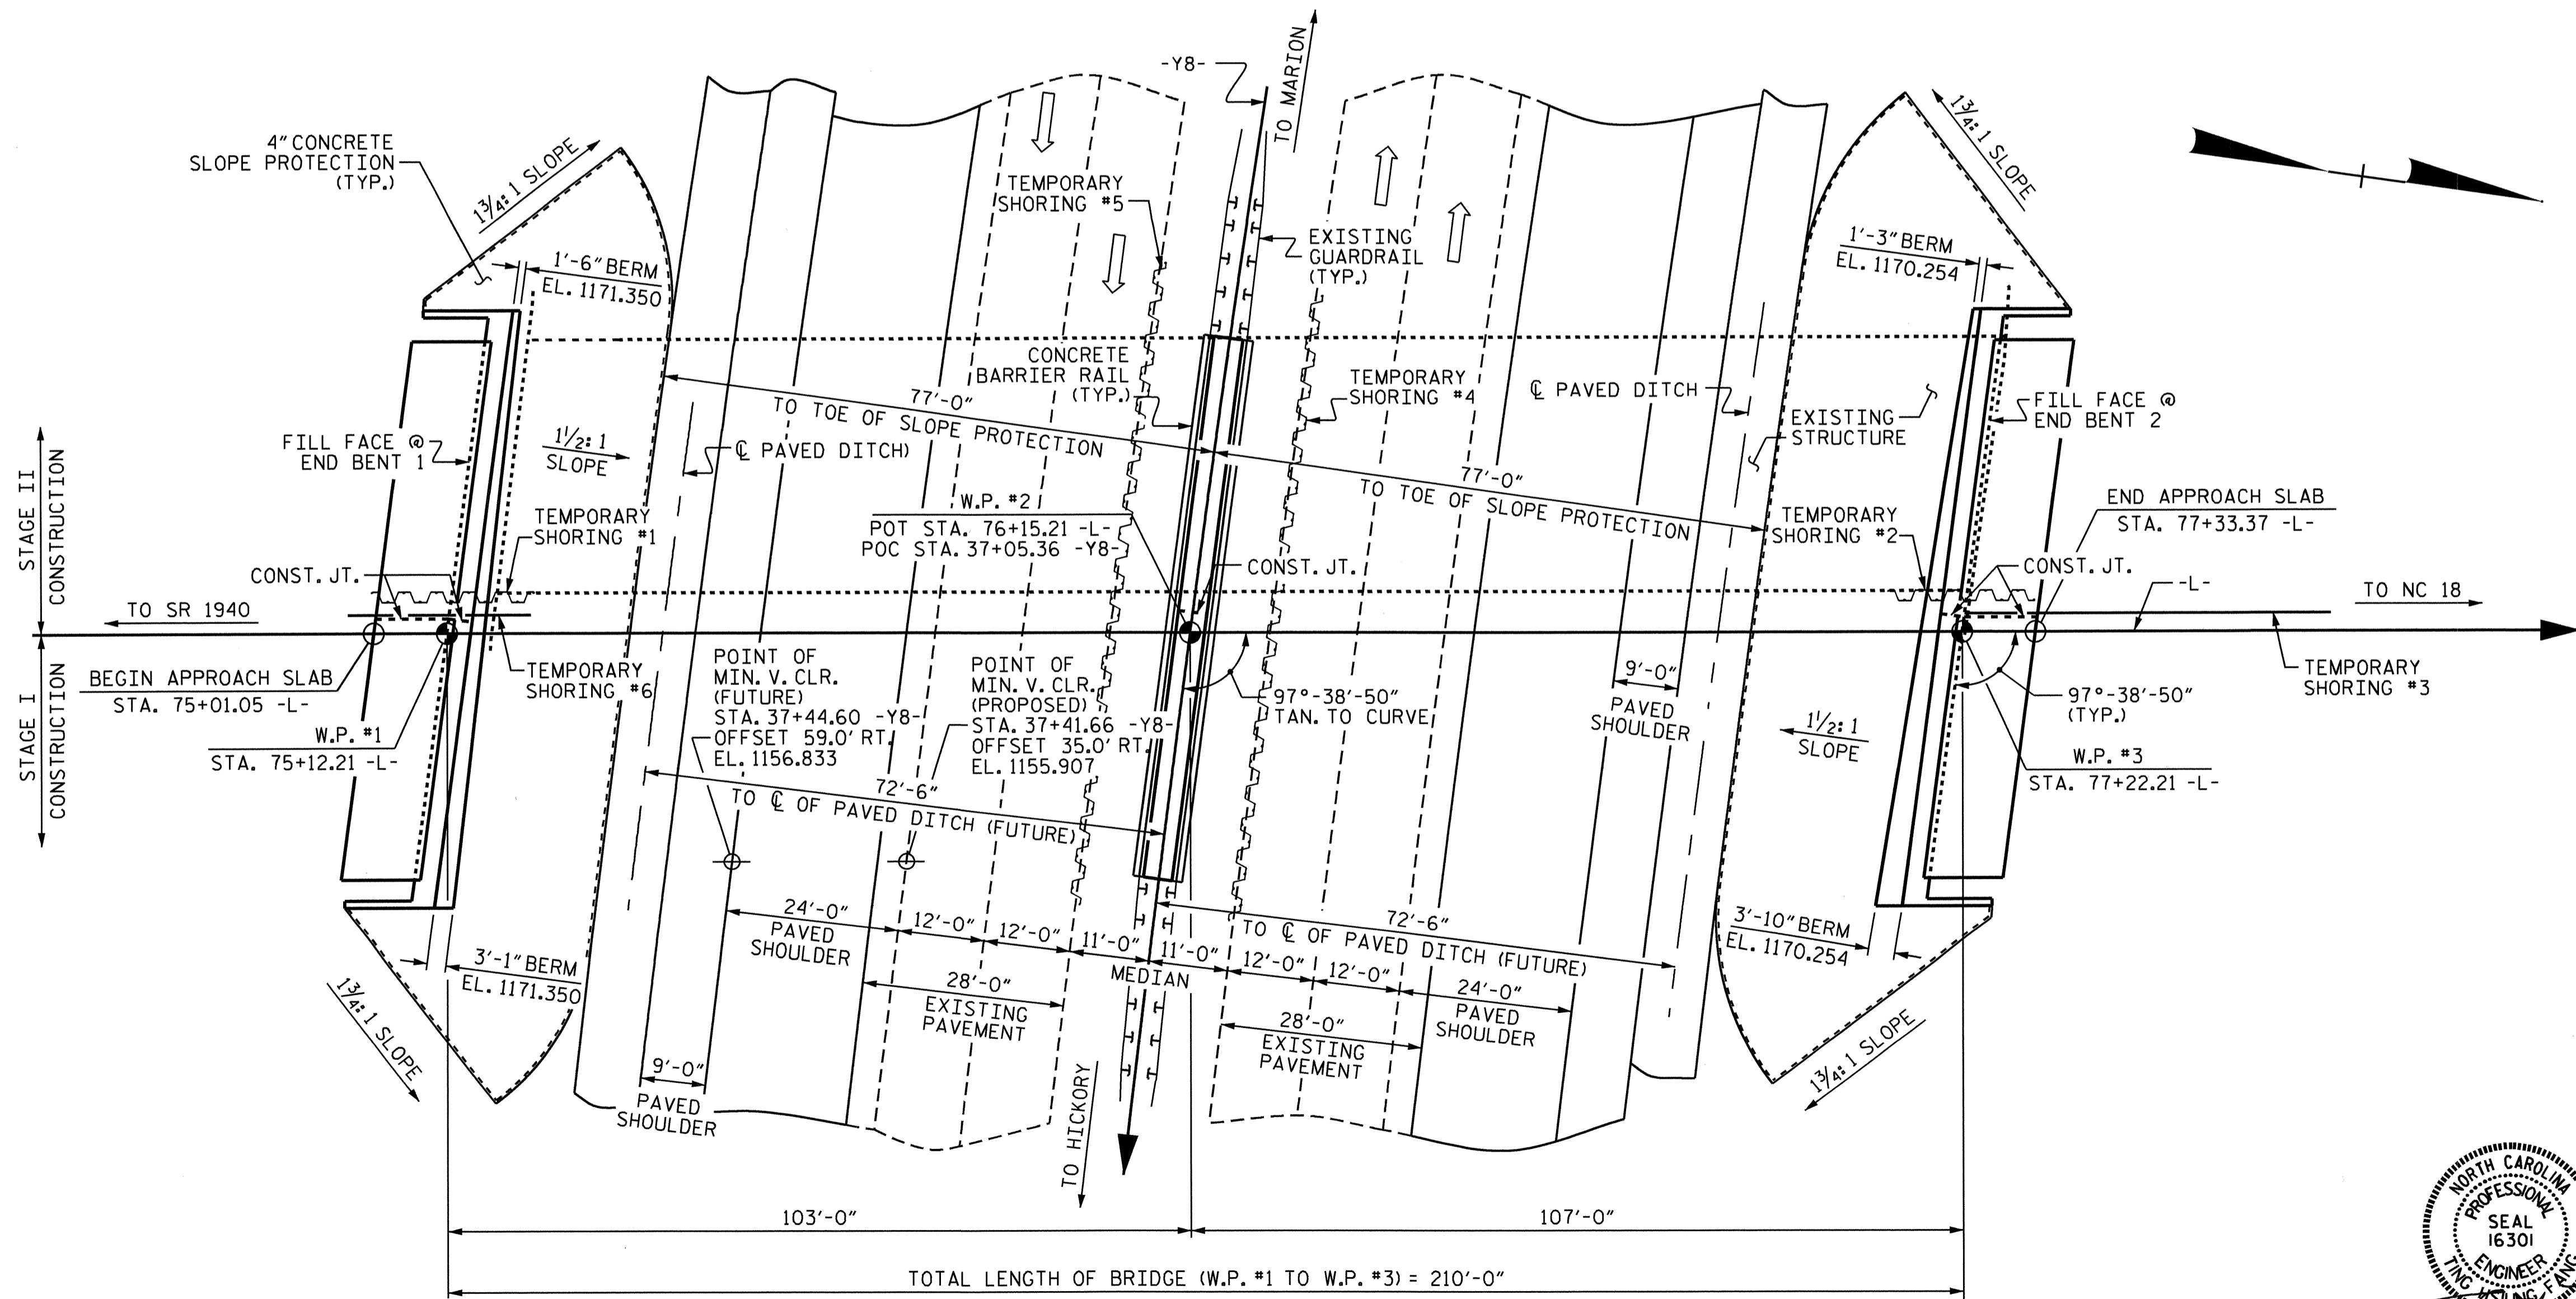 -Y8-
TO MARION
4" CONCRETE
SLOPE PROTECTION
(TYP.)
1¾:1 SLOPE
1¾:1 SLOPE
TEMPORARY
SHORING #5
EXISTING
GUARDRAIL
(TYP.)
1'-6" BERM
EL. 1171.350
1'-3" BERM
EL. 1170.254
CONCRETE
BARRIER RAIL
(TYP.)
TEMPORARY
SHORING #4
℄ PAVED DITCH
EXISTING
STRUCTURE
FILL FACE @
END BENT 2
77'-0"
TO TOE OF SLOPE PROTECTION
FILL FACE @
END BENT 1
1½:1
SLOPE
℄ PAVED DITCH)
77'-0"
TO TOE OF SLOPE PROTECTION
STAGE II
CONSTRUCTION
TEMPORARY
SHORING #1
W.P. #2
POT STA. 76+15.21 -L-
POC STA. 37+05.36 -Y8-
TEMPORARY
SHORING #2
END APPROACH SLAB
STA. 77+33.37 -L-
CONST. JT.
CONST. JT.
CONST. JT.
-L-
TO SR 1940
TO NC 18
STAGE I
CONSTRUCTION
BEGIN APPROACH SLAB
STA. 75+01.05 -L-
TEMPORARY
SHORING #6
POINT OF
MIN. V. CLR.
(FUTURE)
STA. 37+44.60 -Y8-
OFFSET 59.0' RT.
EL. 1156.833
POINT OF
MIN. V. CLR.
(PROPOSED)
STA. 37+41.66 -Y8-
OFFSET 35.0' RT.
EL. 1155.907
97°-38'-50"
TAN. TO CURVE
9'-0"
PAVED
SHOULDER
1½:1
SLOPE
97°-38'-50"
(TYP.)
TEMPORARY
SHORING #3
W.P. #1
STA. 75+12.21 -L-
W.P. #3
STA. 77+22.21 -L-
72'-6"
TO ℄ OF PAVED DITCH (FUTURE)
72'-6"
TO ℄ OF PAVED DITCH (FUTURE)
24'-0"
PAVED
SHOULDER
12'-0"
12'-0"
11'-0"
11'-0"
MEDIAN
12'-0"
12'-0"
24'-0"
PAVED
SHOULDER
3'-1" BERM
EL. 1171.350
3'-10" BERM
EL. 1170.254
28'-0"
EXISTING
PAVEMENT
28'-0"
EXISTING
PAVEMENT
1¾:1 SLOPE
1¾:1 SLOPE
9'-0"
PAVED
SHOULDER
TO HICKORY
103'-0"
107'-0"
TOTAL LENGTH OF BRIDGE (W.P. #1 TO W.P. #3) = 210'-0"
NORTH CAROLINA
PROFESSIONAL
SEAL
16301
ENGINEER
TING
FANG